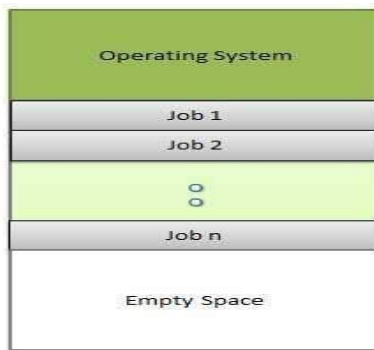 Operating System
Job 1
Job 2
Job n
Empty Space